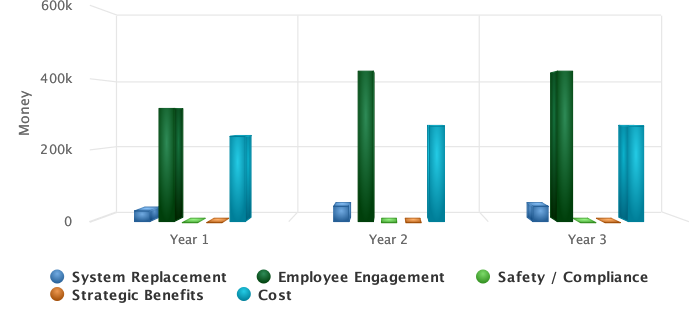 600k
400k
200k
0
Money
Year 1
Year 2
Year 3
System Replacement
Employee Engagement
Safety / Compliance
Strategic Benefits
Cost